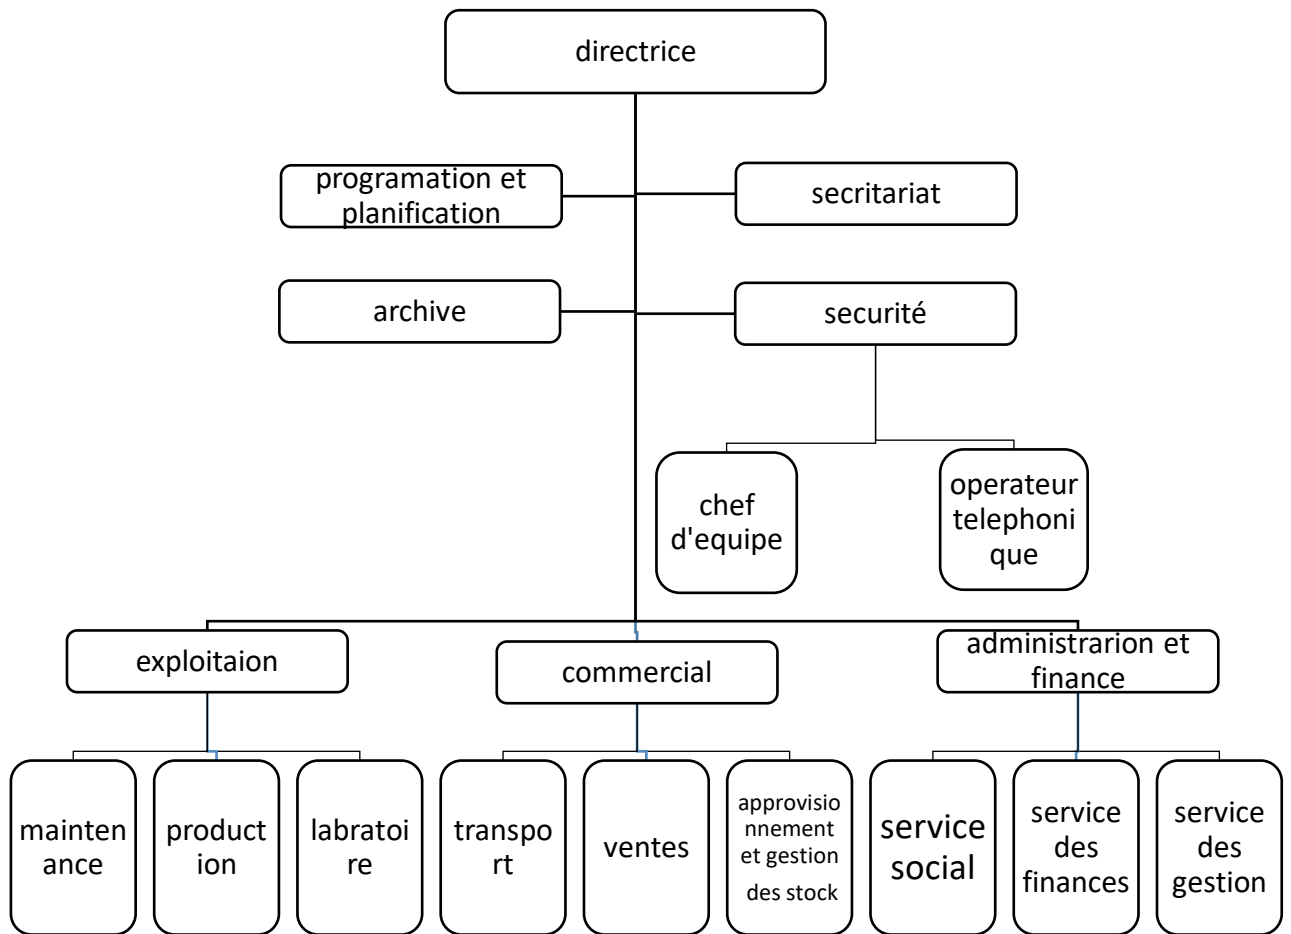 directrice
programation et
planification
secritariat
archive
securité
chef
d'equipe
operateur
telephoni
que
exploitaion
commercial
administrarion et
finance
mainten
ance
product
ion
labratoi
re
transpo
rt
ventes
approvisio
nnement
et gestion
des stock
service
social
service
des
finances
service
des
gestion